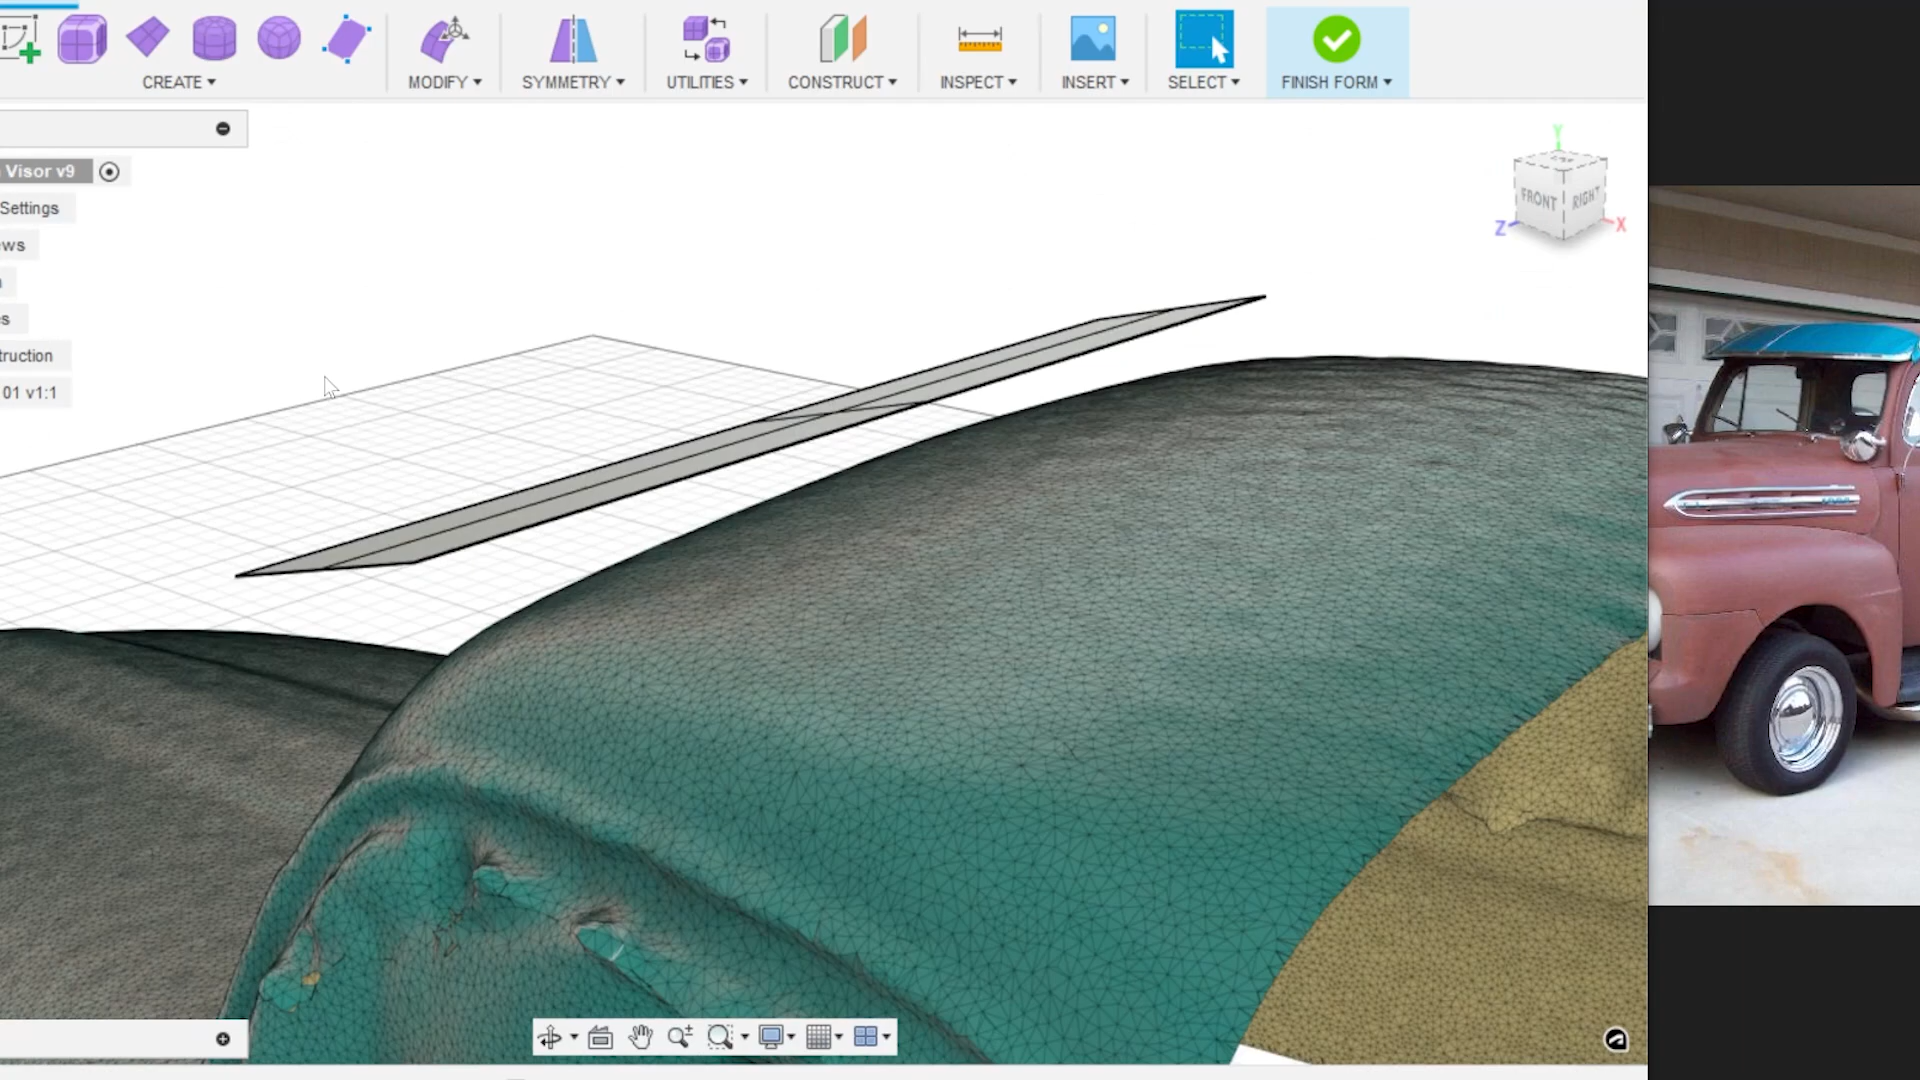 CREATE
MODIFY
SYMMETRY
UTILITIES
CONSTRUCT
INSPECT
INSERT
SELECT
FINISH FORM
Visor v9
Settings
ews
s
truction
01 v1:1
Y
FRONT
RIGHT
Z
X